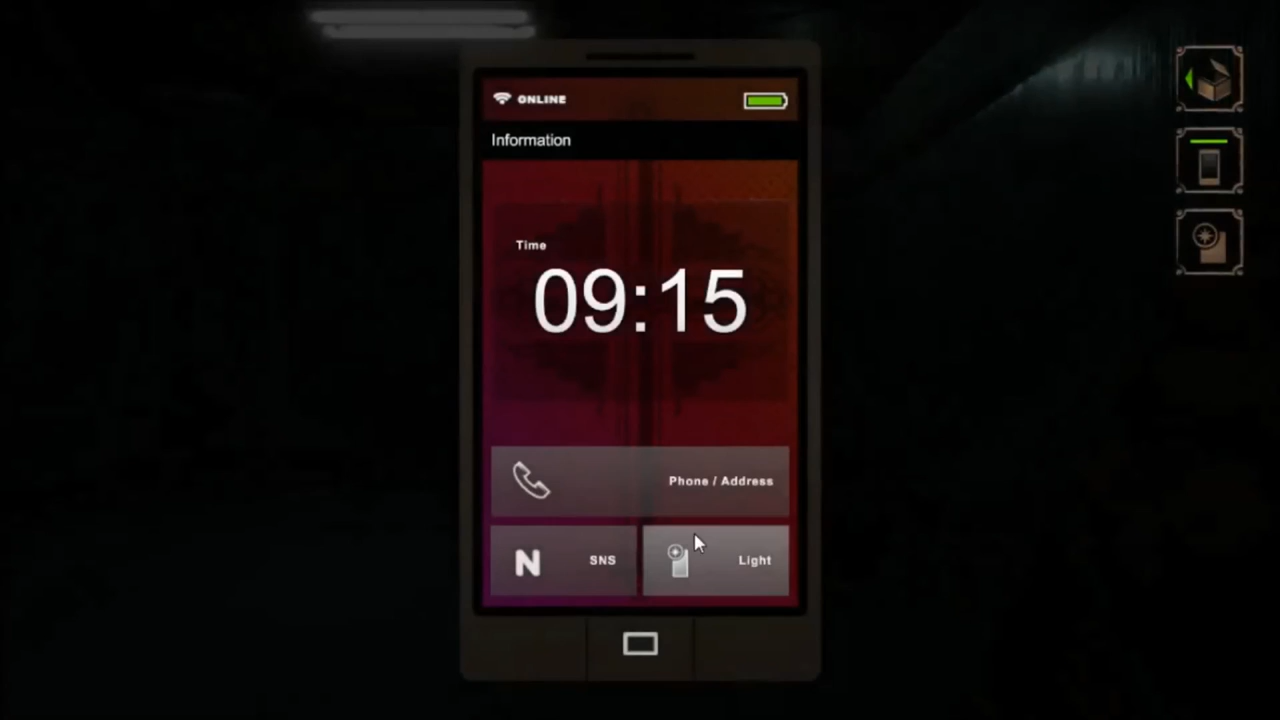 ONLINE
Information
Time
09:15
Phone / Address
N SNS
Light